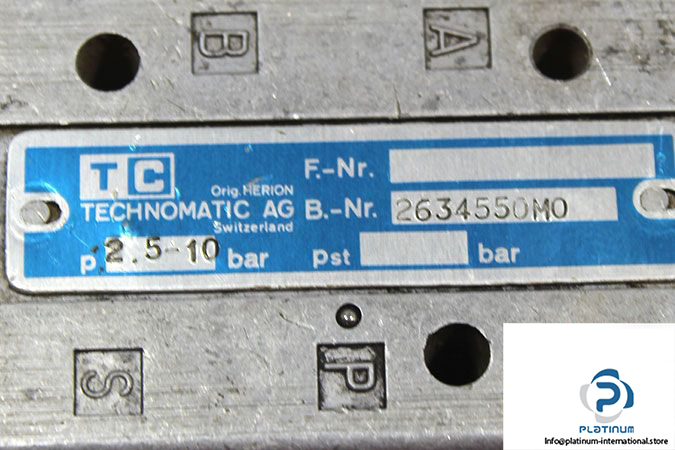 B A
TC
Orig. HERION
TECHNOMATIC AG
Switzerland
F.-Nr.
B.-Nr. 2634550M0
p 2.5-10 bar
pst bar
S P
PLATINUM
Info@platinum-international.store